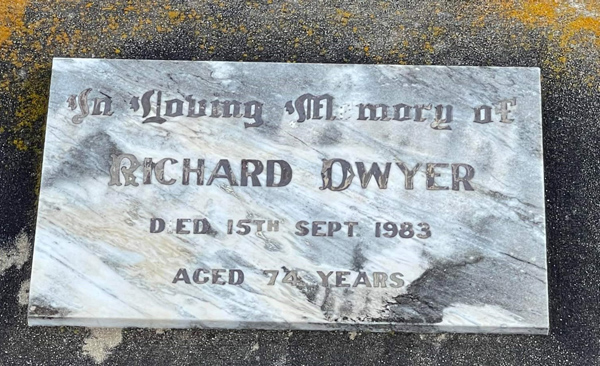 In Loving Memory of
RICHARD DWYER
DIED 15TH SEPT. 1983
AGED 74 YEARS